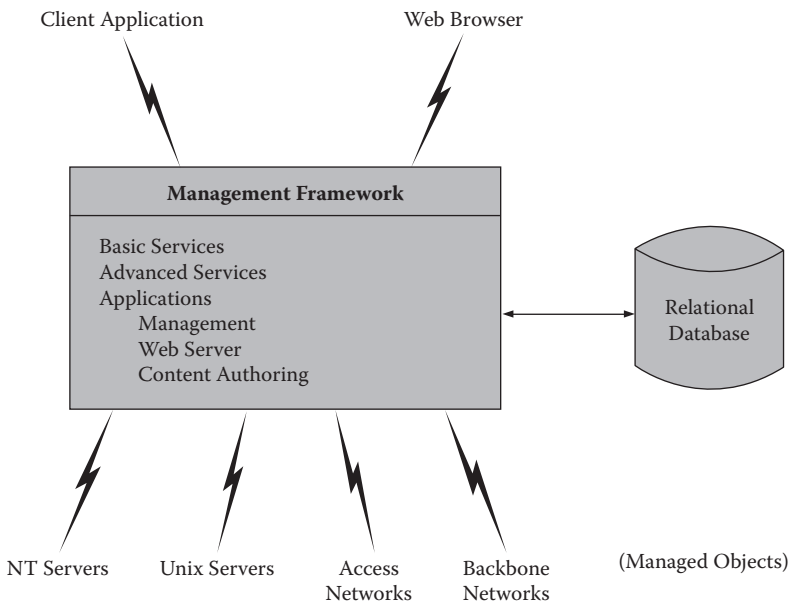 Client Application
Web Browser
Management Framework
Basic Services
Advanced Services
Applications
Management
Web Server
Content Authoring
Relational
Database
NT Servers
Unix Servers
Access
Networks
Backbone
Networks
(Managed Objects)